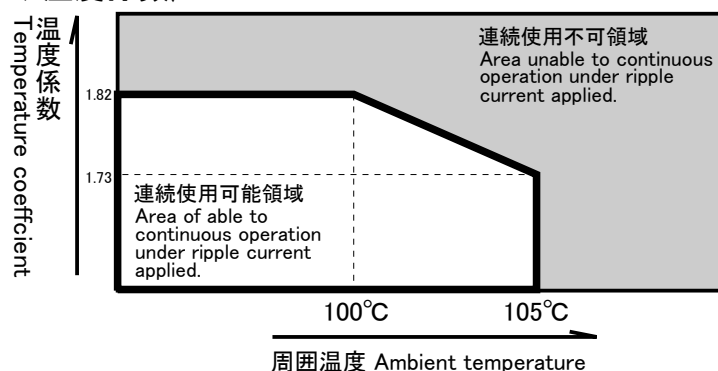 温度係数
Temperature coeffcient
連続使用不可領域
Area unable to continuous
operation under ripple
current applied.
1.82
1.73
連続使用可能領域
Area of able to
continuous operation
under ripple current
applied.
100℃
105℃
周囲温度 Ambient temperature